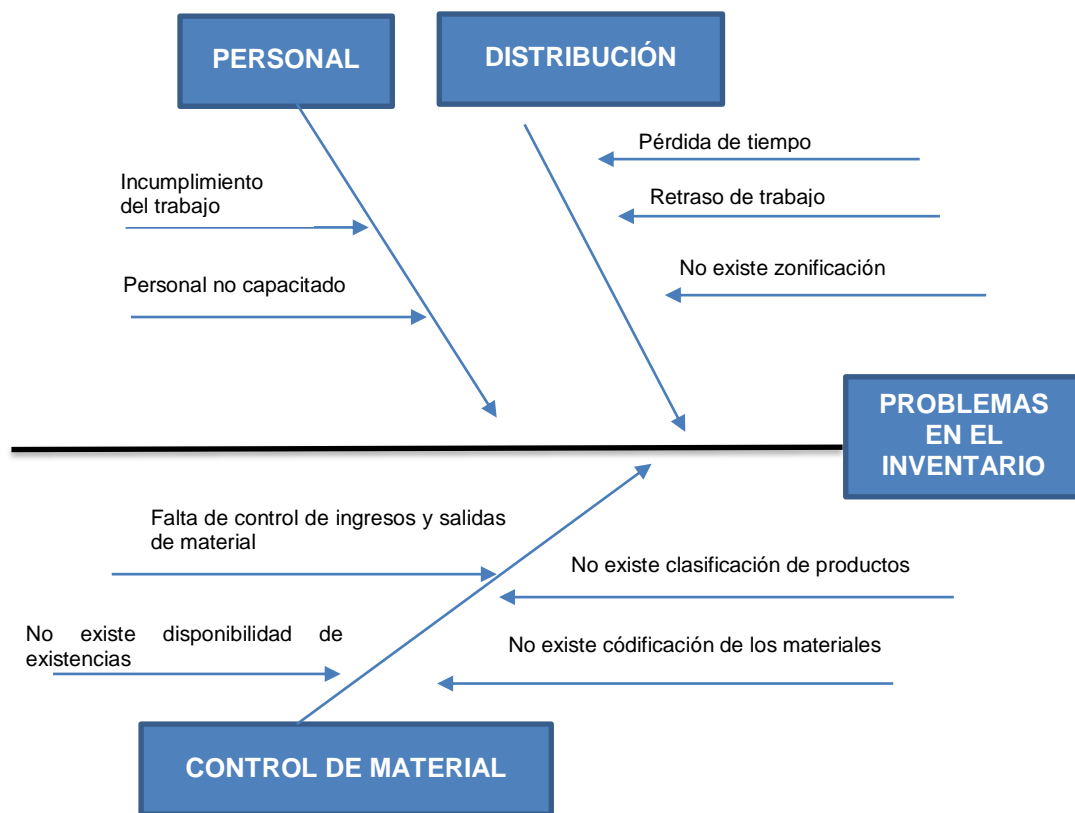 PERSONAL
DISTRIBUCIÓN
Pérdida de tiempo
Incumplimiento
del trabajo
Retraso de trabajo
No existe zonificación
Personal no capacitado
PROBLEMAS
EN EL
INVENTARIO
Falta de control de ingresos y salidas
de material
No existe clasificación de productos
No existe disponibilidad de
existencias
No existe códificación de los materiales
CONTROL DE MATERIAL